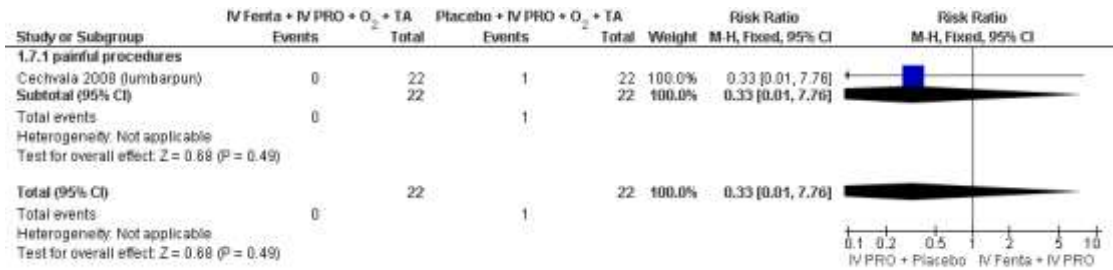 IV Fenta + IV PRO + O2 + TA Placebo + IV PRO + O2 + TA Risk Ratio Risk Ratio
Study or Subgroup Events Total Events Total Weight M-H, Fixed, 95% CI M-H, Fixed, 95% CI
1.7.1 painful procedures
Cechvala 2008 (lumbarpun) 0 22 1 22 100.0% 0.33 [0.01, 7.76]
Subtotal (95% CI) 22 22 100.0% 0.33 [0.01, 7.76]
Total events 0 1
Heterogeneity: Not applicable
Test for overall effect: Z = 0.68 (P = 0.49)
Total (95% CI) 22 22 100.0% 0.33 [0.01, 7.76]
Total events 0 1
Heterogeneity: Not applicable
Test for overall effect: Z = 0.68 (P = 0.49)
0.1 0.2 0.5 1 2 5 10
IV PRO + Placebo IV Fenta + IV PRO